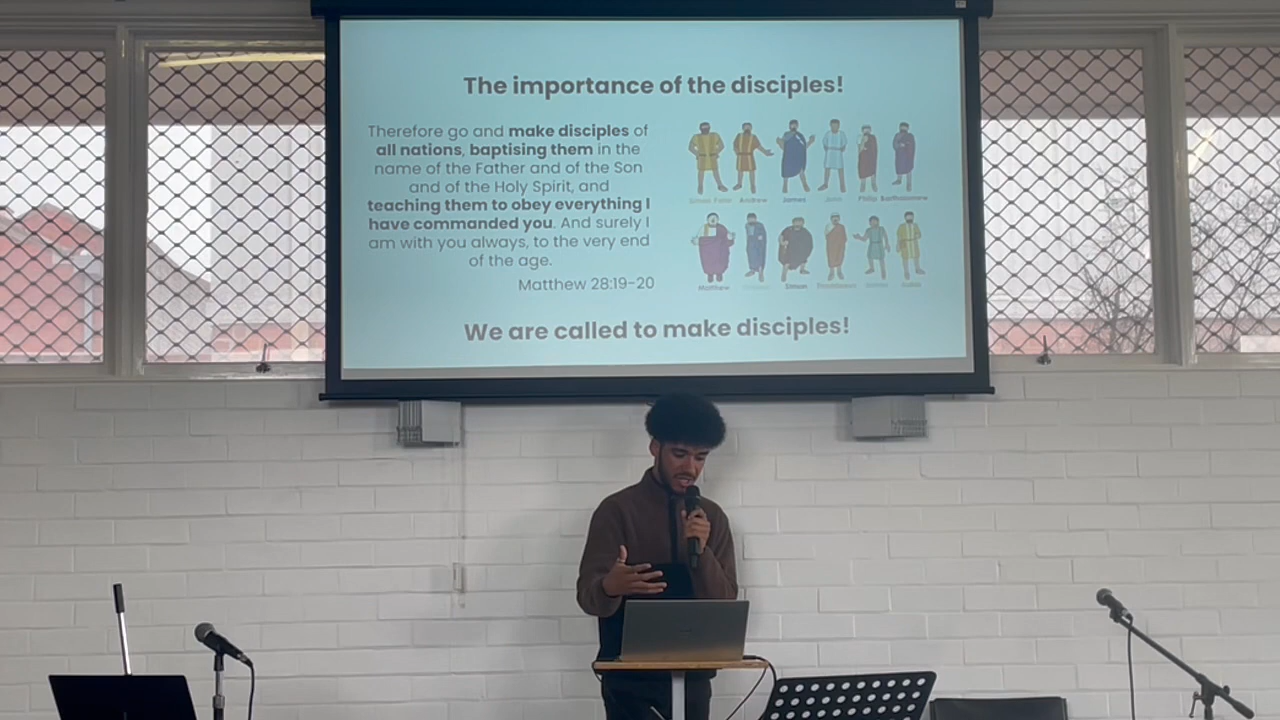 The importance of the disciples!
Therefore go and make disciples of
all nations, baptising them in the
name of the Father and of the Son
and of the Holy Spirit, and
teaching them to obey everything I
have commanded you. And surely I
am with you always, to the very end
of the age.
Matthew 28:19-20
Simon Peter Andrew James John Philip Bartholomew
Matthew Simon Thaddaeus
We are called to make disciples!